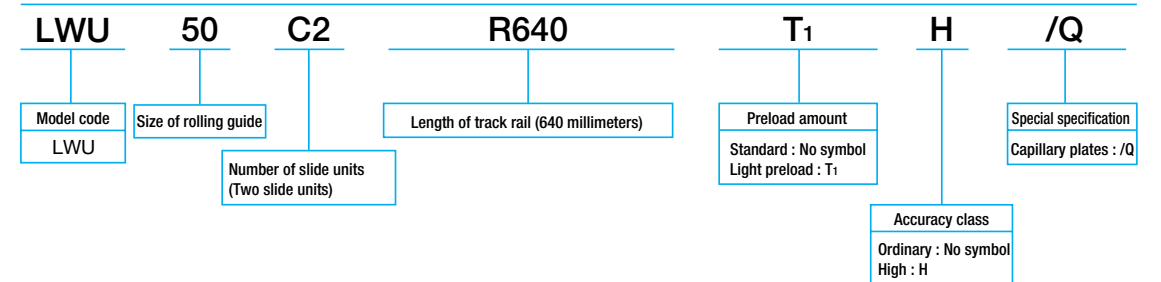 LWU 50 C2 R640 T₁ H /Q
Model code
LWU
Size of rolling guide
Number of slide units
(Two slide units)
Length of track rail (640 millimeters)
Preload amount
Standard : No symbol
Light preload : T₁
Accuracy class
Ordinary : No symbol
High : H
Special specification
Capillary plates : /Q